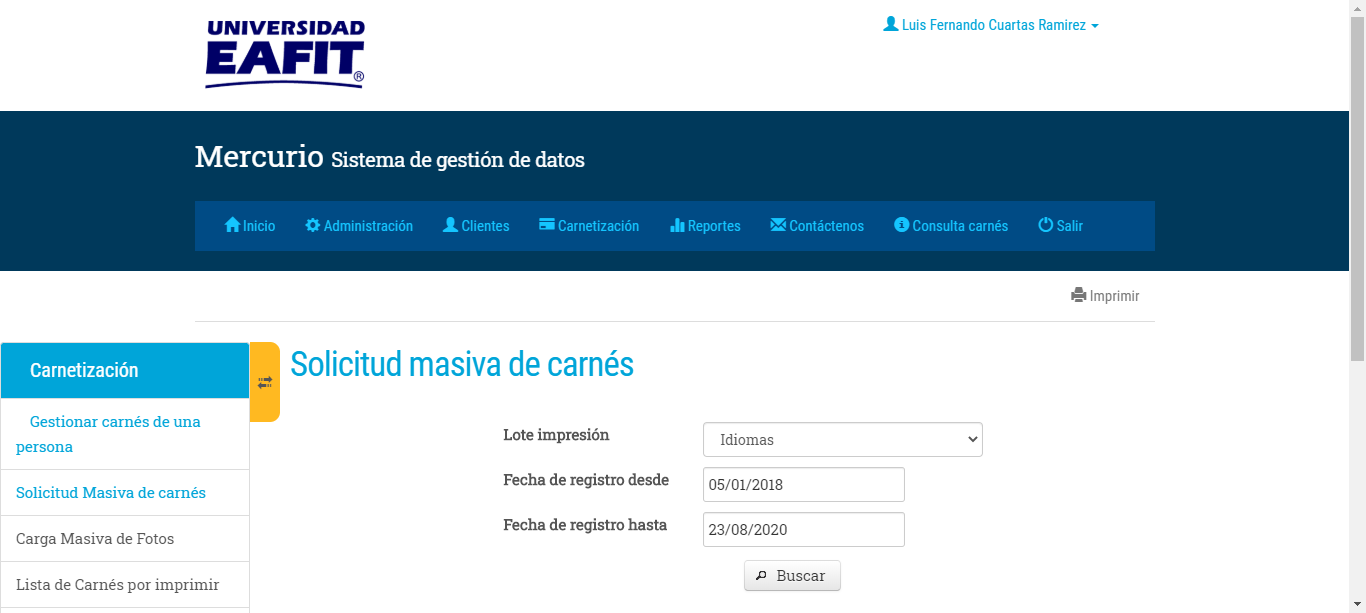 UNIVERSIDAD
EAFIT®
Luis Fernando Cuartas Ramirez
Mercurio Sistema de gestión de datos
Inicio Administración Clientes Carnetización Reportes Contáctenos Consulta carnés Salir
Imprimir
Carnetización
Gestionar carnés de una
persona
Solicitud Masiva de carnés
Carga Masiva de Fotos
Lista de Carnés por imprimir
Solicitud masiva de carnés
Lote impresión Idiomas
Fecha de registro desde 05/01/2018
Fecha de registro hasta 23/08/2020
Buscar